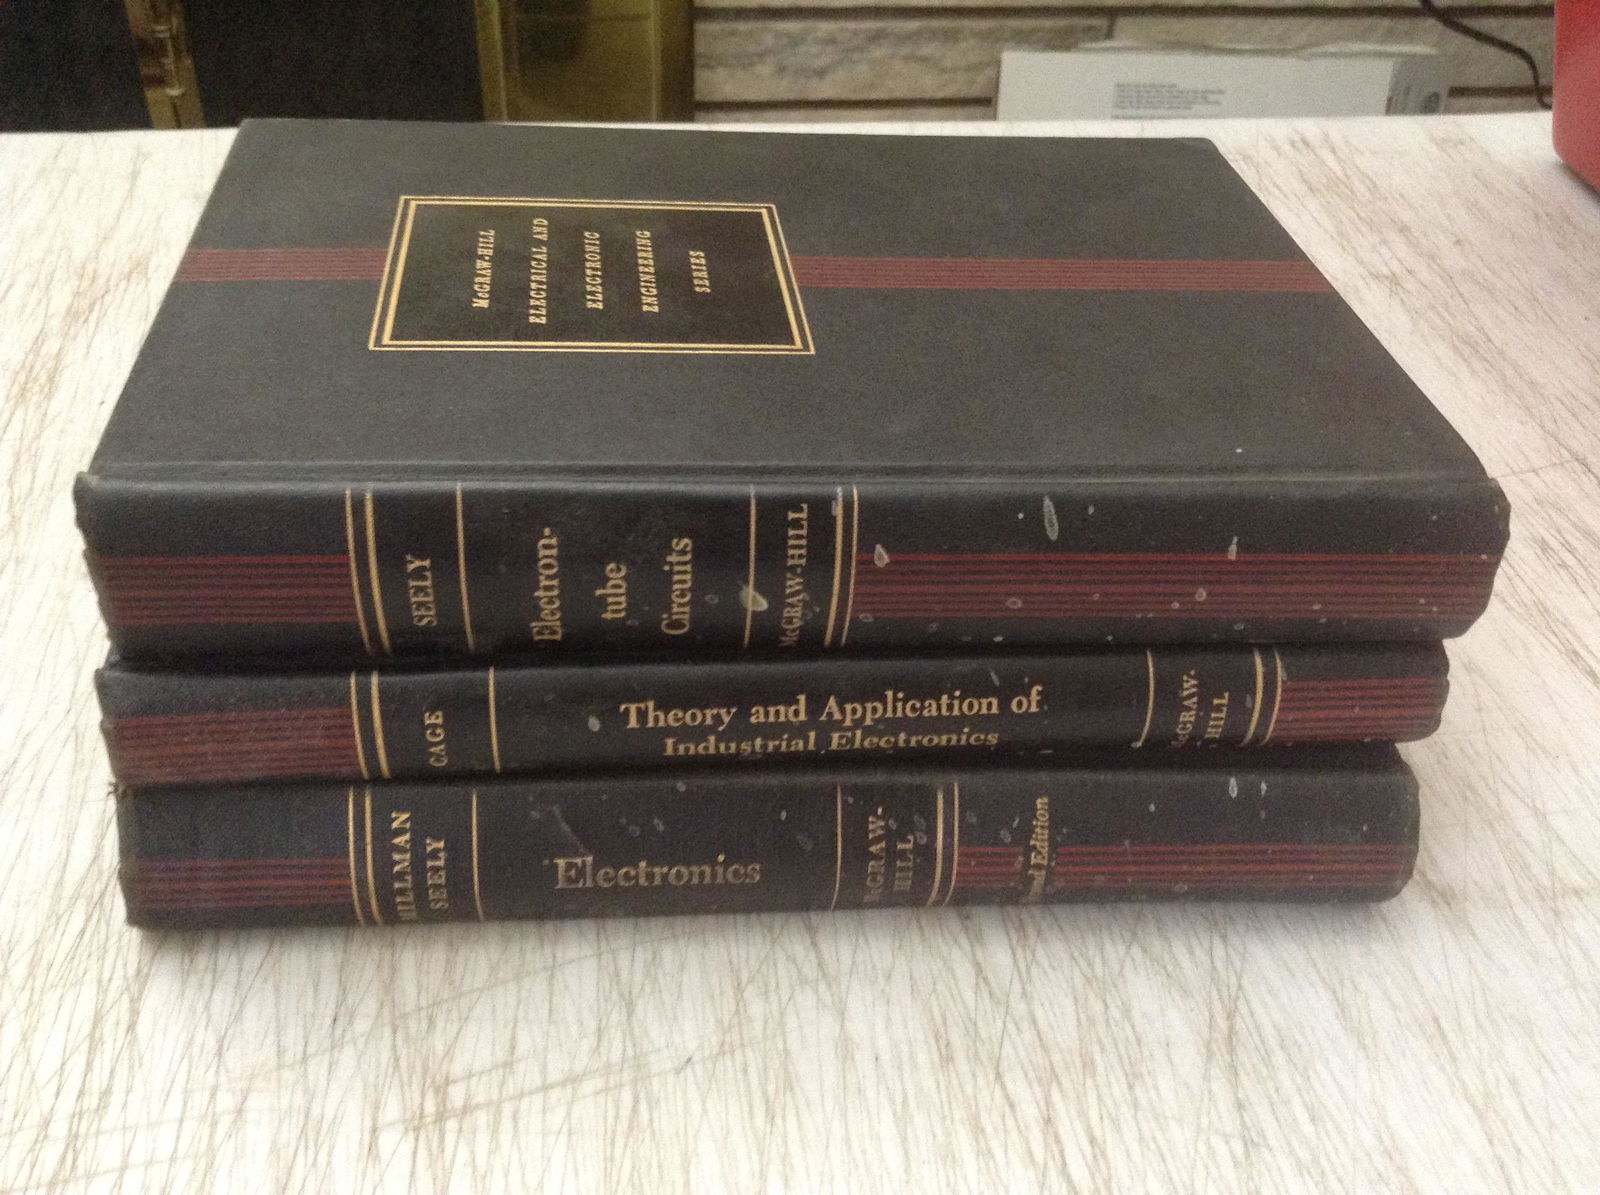 McGRAW-HILL
ELECTRICAL AND
ELECTRONIC
ENGINEERING
SERIES
SEELY
Electron-
tube
Circuits
McGRAW-HILL
CAGE
Theory and Application of
Industrial Electronics
McGRAW-
HILL
MILLMAN
SEELY
Electronics
McGRAW-
HILL
Edition